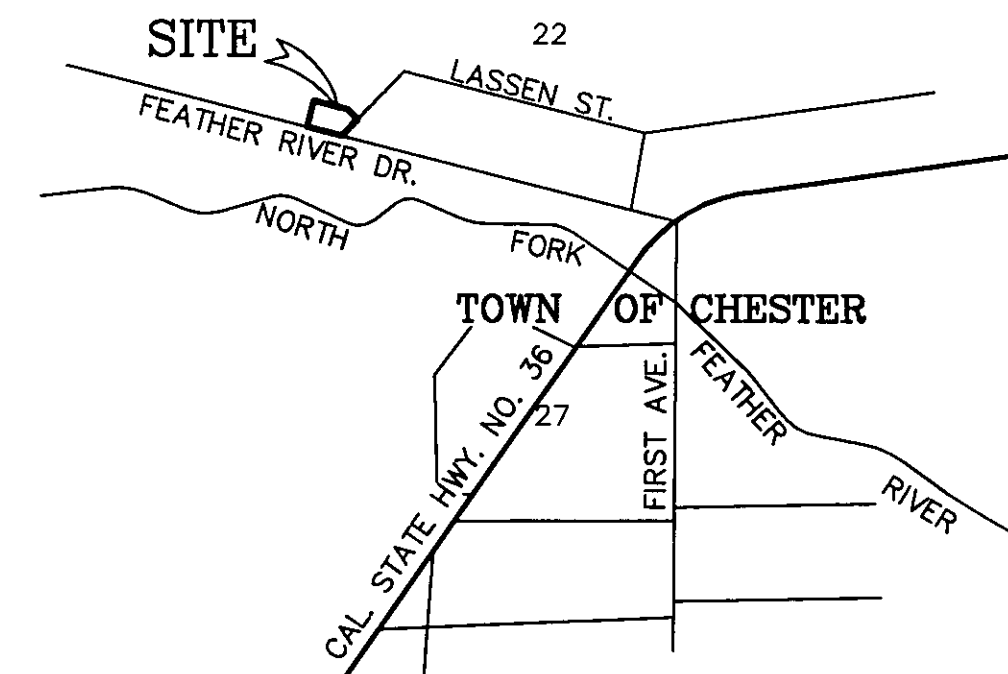 SITE
22
LASSEN ST.
FEATHER RIVER DR.
NORTH FORK
TOWN OF CHESTER
FEATHER RIVER
CAL. STATE HWY. NO. 36
27
FIRST AVE.